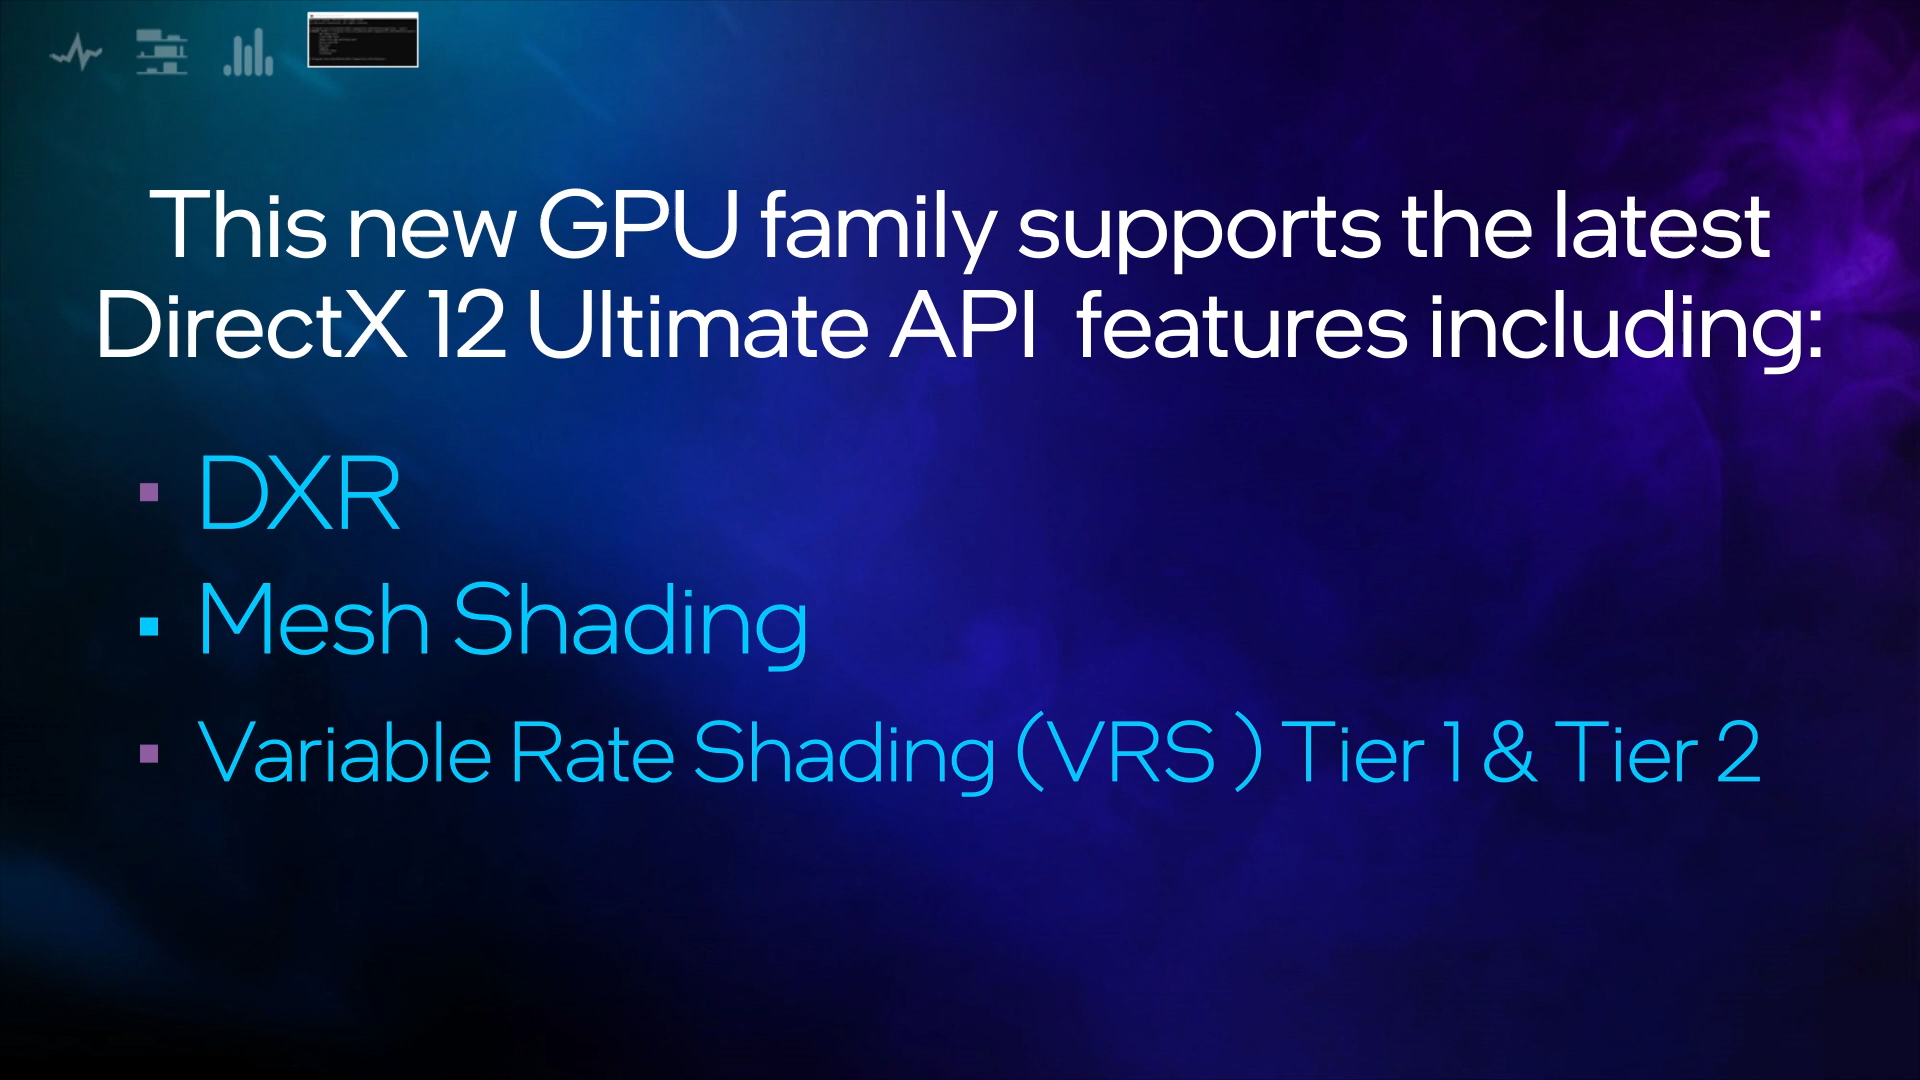 This new GPU family supports the latest
DirectX 12 Ultimate API features including:
▪ DXR
▪ Mesh Shading
▪ Variable Rate Shading (VRS ) Tier 1 & Tier 2